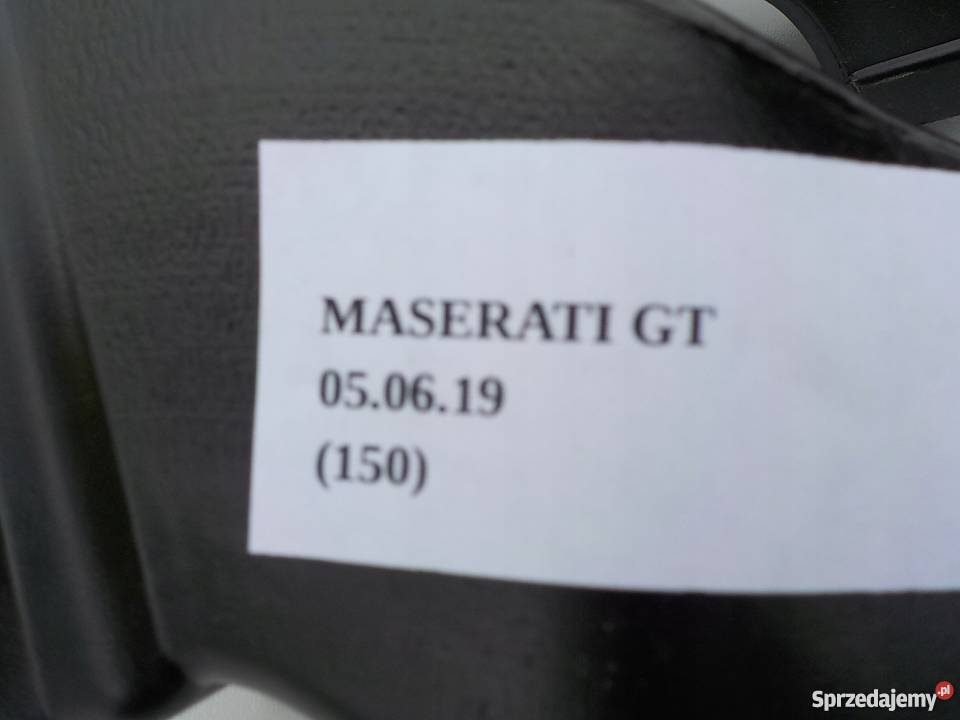 MASERATI GT
05.06.19
(150)
Sprzedajemy.pl